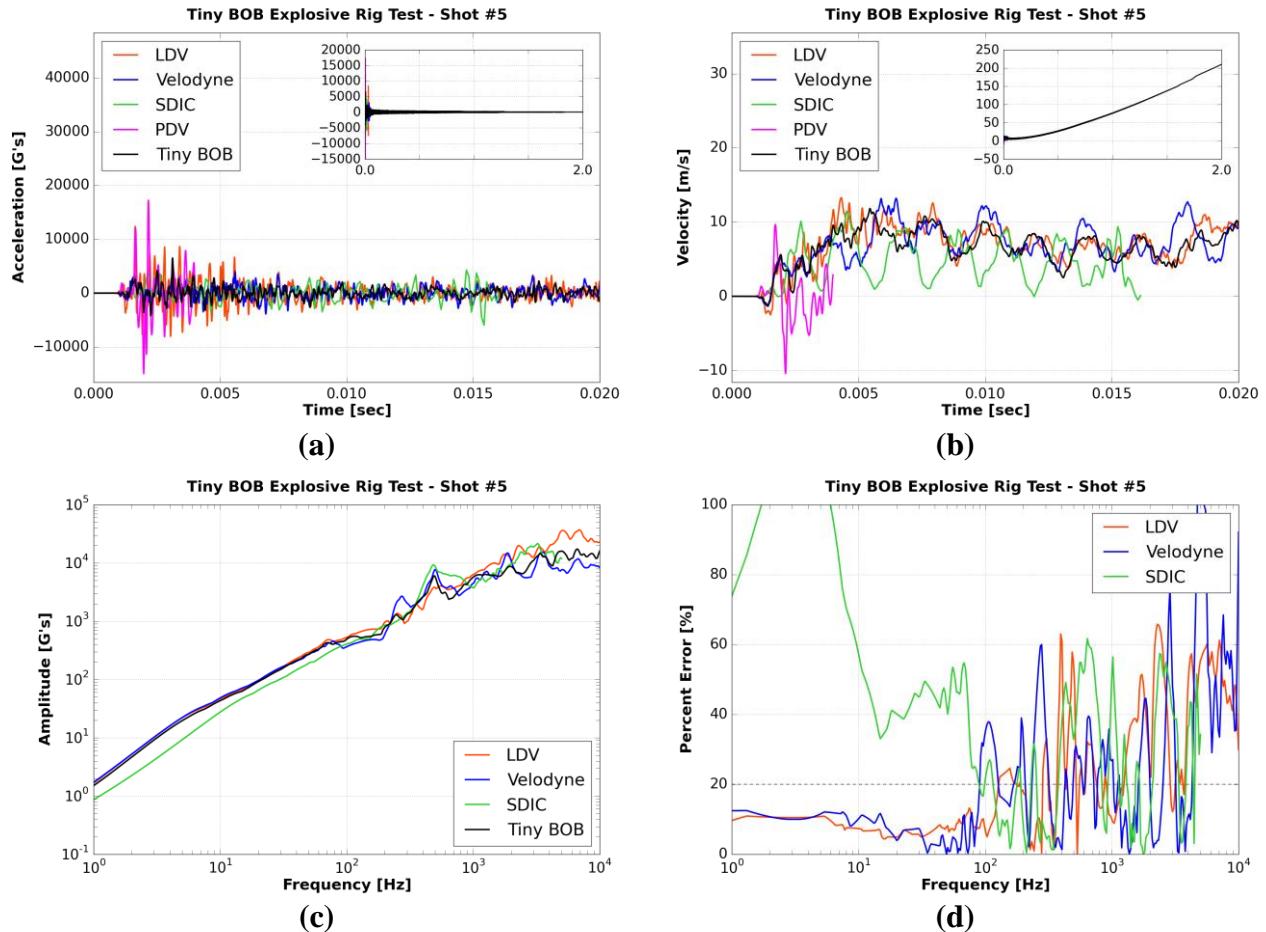 Tiny BOB Explosive Rig Test - Shot #5
LDV
Velodyne
SDIC
PDV
Tiny BOB
20000
15000
10000
5000
0
−5000
−10000
−15000
0.0 2.0
40000
30000
20000
10000
0
−10000
Acceleration [G's]
0.000 0.005 0.010 0.015 0.020
Time [sec]
(a)
Tiny BOB Explosive Rig Test - Shot #5
LDV
Velodyne
SDIC
PDV
Tiny BOB
250
200
150
100
50
0
−50
0.0 2.0
30
20
10
0
−10
Velocity [m/s]
0.000 0.005 0.010 0.015 0.020
Time [sec]
(b)
Tiny BOB Explosive Rig Test - Shot #5
10^5
10^4
10^3
10^2
10^1
10^0
10^-1
Amplitude [G's]
LDV
Velodyne
SDIC
Tiny BOB
10^0 10^1 10^2 10^3 10^4
Frequency [Hz]
(c)
Tiny BOB Explosive Rig Test - Shot #5
LDV
Velodyne
SDIC
100
80
60
40
20
0
Percent Error [%]
10^0 10^1 10^2 10^3 10^4
Frequency [Hz]
(d)